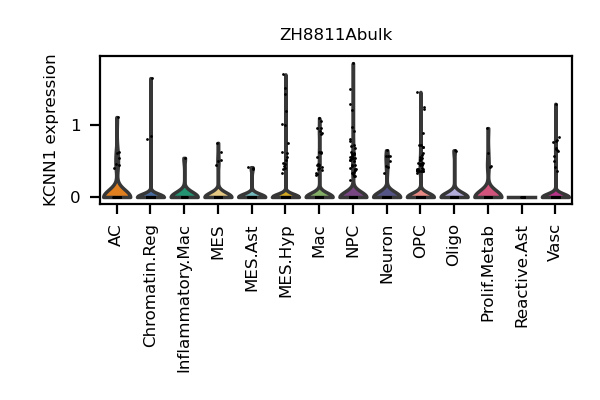 ZH8811Abulk
KCNN1 expression
1
0
AC
Chromatin.Reg
Inflammatory.Mac
MES
MES.Ast
MES.Hyp
Mac
NPC
Neuron
OPC
Oligo
Prolif.Metab
Reactive.Ast
Vasc